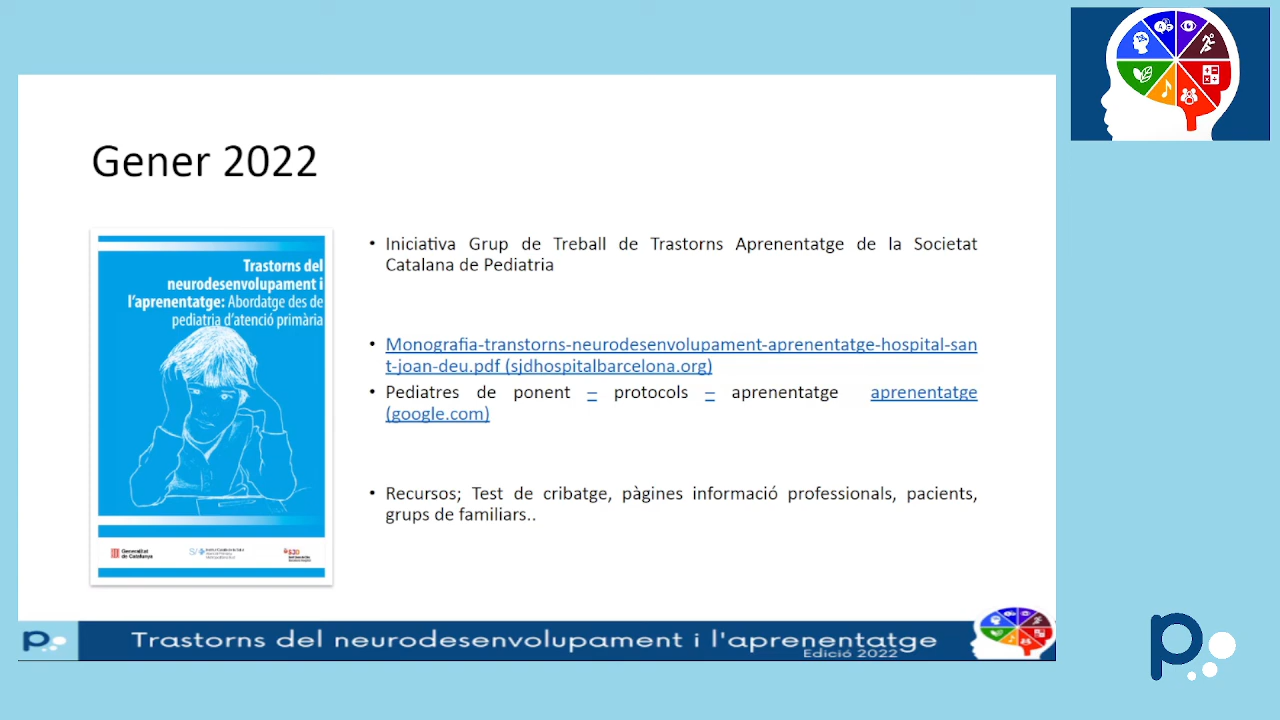 Gener 2022
Trastorns del
neurodesenvolupament i
l'aprenentatge: Abordatge des de
pediatria d'atenció primària
Generalitat
de Catalunya
SJD
• Iniciativa Grup de Treball de Trastorns Aprenentatge de la Societat
Catalana de Pediatria
• Monografia-transtorns-neurodesenvolupament-aprenentatge-hospital-san
t-joan-deu.pdf (sjdhospitalbarcelona.org)
• Pediatres de ponent – protocols – aprenentatge aprenentatge
(google.com)
• Recursos; Test de cribatge, pàgines informació professionals, pacients,
grups de familiars..
p
Trastorns del neurodesenvolupament i l'aprenentatge
Edició 2022
p